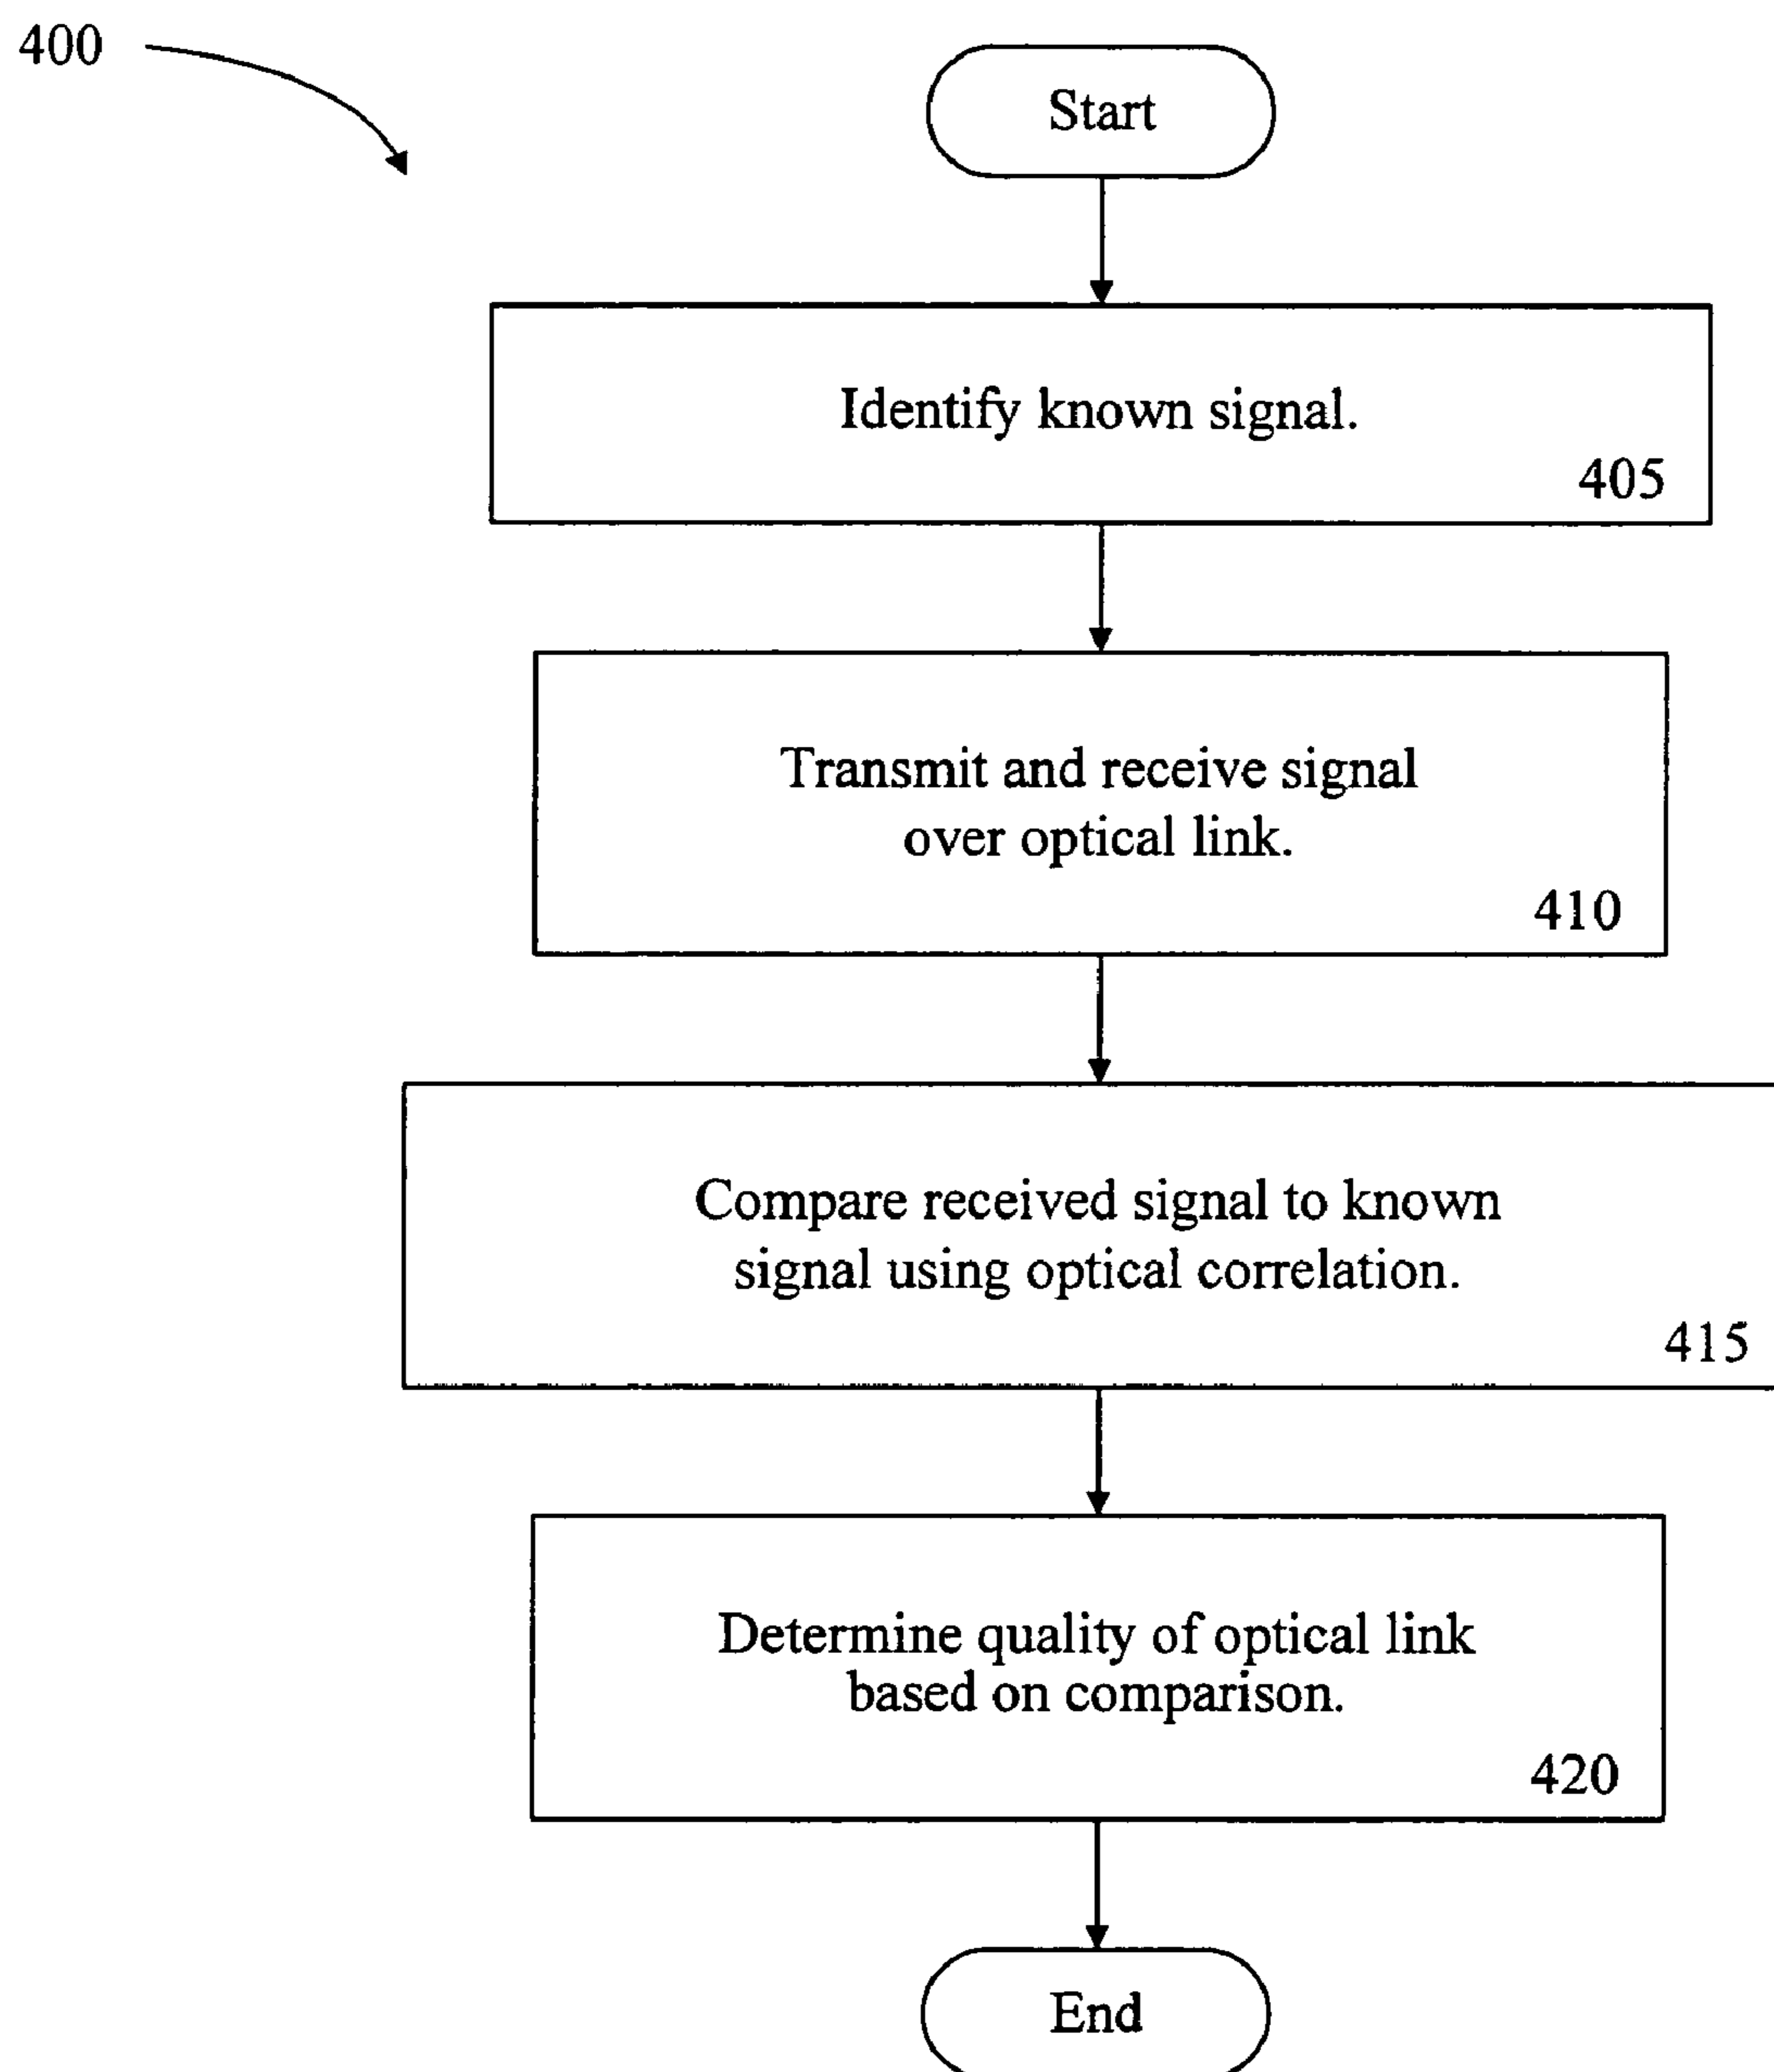 400
Start
Identify known signal.
405
Transmit and receive signal
over optical link.
410
Compare received signal to known
signal using optical correlation.
415
Determine quality of optical link
based on comparison.
420
End